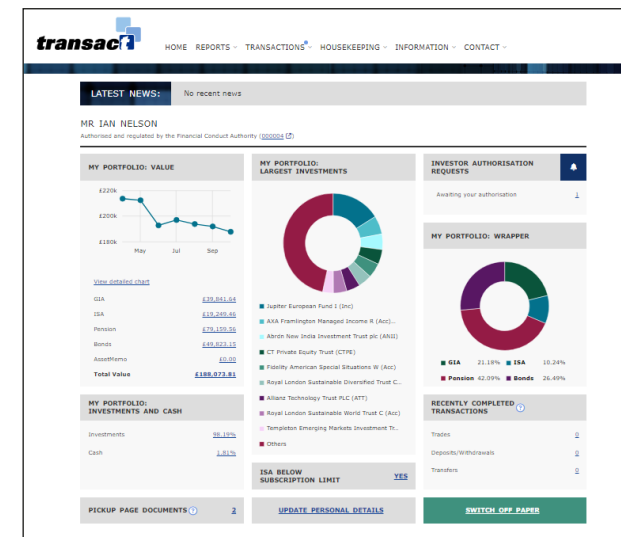 transact
HOME REPORTS TRANSACTIONS HOUSEKEEPING INFORMATION CONTACT
LATEST NEWS: No recent news
MR IAN NELSON
Authorised and regulated by the Financial Conduct Authority (000004)
MY PORTFOLIO: VALUE
£220k
£200k
£180k
May Jul Sep
View detailed chart
GIA £39,841.64
ISA £19,249.46
Pension £79,159.56
Bonds £49,823.15
AssetMemo £0.00
Total Value £188,073.81
MY PORTFOLIO:
INVESTMENTS AND CASH
Investments 98.19%
Cash 1.81%
PICKUP PAGE DOCUMENTS ? 2
MY PORTFOLIO:
LARGEST INVESTMENTS
Jupiter European Fund I (Inc)
AXA Framlington Managed Income R (Acc)...
Abrdn New India Investment Trust plc (ANII)
CT Private Equity Trust (CTPE)
Fidelity American Special Situations W (Acc)
Royal London Sustainable Diversified Trust C...
Allianz Technology Trust PLC (ATT)
Royal London Sustainable World Trust C (Acc)
Templeton Emerging Markets Investment Tr...
Others
ISA BELOW
SUBSCRIPTION LIMIT YES
UPDATE PERSONAL DETAILS
INVESTOR AUTHORISATION
REQUESTS
Awaiting your authorisation 1
MY PORTFOLIO: WRAPPER
GIA 21.18% ISA 10.24%
Pension 42.09% Bonds 26.49%
RECENTLY COMPLETED
TRANSACTIONS ?
Trades 0
Deposits/Withdrawals 0
Transfers 0
SWITCH OFF PAPER